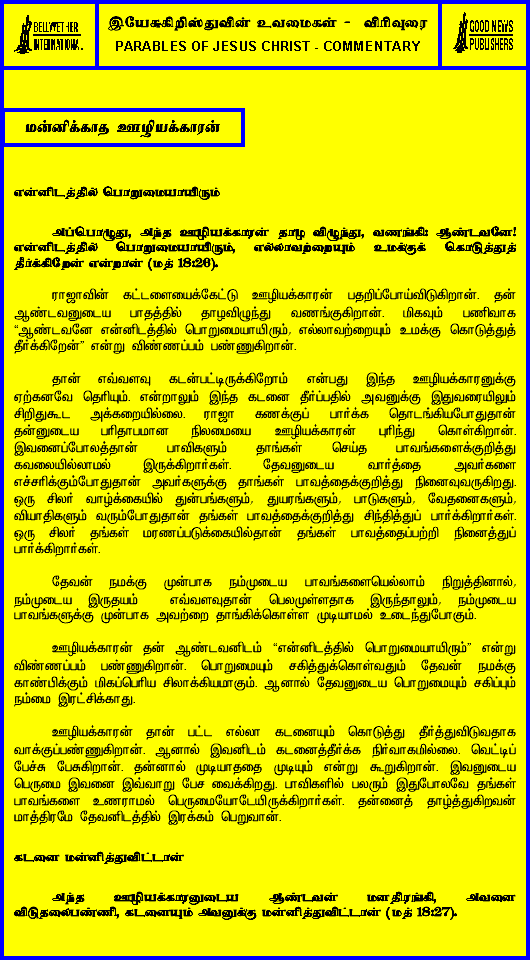 BELLWETHER
INTERNATIONAL
இயேசுகிறிஸ்துவின் உவமைகள் - விரிவுரை
PARABLES OF JESUS CHRIST - COMMENTARY
GOOD NEWS
PUBLISHERS
மன்னிக்காத ஊழியக்காரன்
என்னிடத்தில் பொறுமையாயிரும்
அப்பொழுது, அந்த ஊழியக்காரன் தாழ விழுந்து, வணங்கி: ஆண்டவனே!
என்னிடத்தில் பொறுமையாயிரும், எல்லாவற்றையும் உமக்குக் கொடுத்துத்
தீர்க்கிறேன் என்றான் (மத் 18:26).
ராஜாவின் கட்டளையைக்கேட்டு ஊழியக்காரன் பதறிப்போய்விடுகிறான். தன்
ஆண்டவனுடைய பாதத்தில் தாழவிழுந்து வணங்குகிறான். மிகவும் பணிவாக
“ஆண்டவனே என்னிடத்தில் பொறுமையாயிரும், எல்லாவற்றையும் உமக்கு கொடுத்துத்
தீர்க்கிறேன்” என்று விண்ணப்பம் பண்ணுகிறான்.
தான் எவ்வளவு கடன்பட்டிருக்கிறோம் என்பது இந்த ஊழியக்காரனுக்கு
ஏற்கனவே தெரியும். என்றாலும் இந்த கடனை தீர்ப்பதில் அவனுக்கு இதுவரையிலும்
சிறிதுகூட அக்கறையில்லை. ராஜா கணக்குப் பார்க்க தொடங்கியபோதுதான்
தன்னுடைய பரிதாபமான நிலமையை ஊழியக்காரன் புரிந்து கொள்கிறான்.
இவனைப்போலத்தான் பாவிகளும் தாங்கள் செய்த பாவங்களைக்குறித்து
கவலையில்லாமல் இருக்கிறார்கள். தேவனுடைய வார்த்தை அவர்களை
எச்சரிக்கும்போதுதான் அவர்களுக்கு தாங்கள் பாவத்தைக்குறித்து நினைவுவருகிறது.
ஒரு சிலர் வாழ்க்கையில் துன்பங்களும், துயரங்களும், பாடுகளும், வேதனைகளும்,
வியாதிகளும் வரும்போதுதான் தங்கள் பாவத்தைக்குறித்து சிந்தித்துப் பார்க்கிறார்கள்.
ஒரு சிலர் தங்கள் மரணப்படுக்கையில்தான் தங்கள் பாவத்தைப்பற்றி நினைத்துப்
பார்க்கிறார்கள்.
தேவன் நமக்கு முன்பாக நம்முடைய பாவங்களையெல்லாம் நிறுத்தினால்,
நம்முடைய இருதயம் எவ்வளவுதான் பெலமுள்ளதாக இருந்தாலும், நம்முடைய
பாவங்களுக்கு முன்பாக அவற்றை தாங்கிக்கொள்ள முடியாமல் உடைந்துபோகும்.
ஊழியக்காரன் தன் ஆண்டவனிடம் “என்னிடத்தில் பொறுமையாயிரும்” என்று
விண்ணப்பம் பண்ணுகிறான். பொறுமையும் சகித்துக்கொள்வதும் தேவன் நமக்கு
காண்பிக்கும் மிகப்பெரிய சிலாக்கியமாகும். ஆனால் தேவனுடைய பொறுமையும் சகிப்பும்
நம்மை இரட்சிக்காது.
ஊழியக்காரன் தான் பட்ட எல்லா கடனையும் கொடுத்து தீர்த்துவிடுவதாக
வாக்குப்பண்ணுகிறான். ஆனால் இவனிடம் கடனைத்தீர்க்க நிர்வாகமில்லை. வெட்டிப்
பேச்சு பேசுகிறான். தன்னால் முடியாததை முடியும் என்று கூறுகிறான். இவனுடைய
பெருமை இவனை இவ்வாறு பேச வைக்கிறது. பாவிகளில் பலரும் இதுபோலவே தங்கள்
பாவங்களை உணராமல் பெருமையோடேயிருக்கிறார்கள். தன்னைத் தாழ்த்துகிறவன்
மாத்திரமே தேவனிடத்தில் இரக்கம் பெறுவான்.
கடனை மன்னித்துவிட்டான்
அந்த ஊழியக்காரனுடைய ஆண்டவன் மனதிரங்கி, அவனை
விடுதலைபண்ணி, கடனையும் அவனுக்கு மன்னித்துவிட்டான் (மத் 18:27).